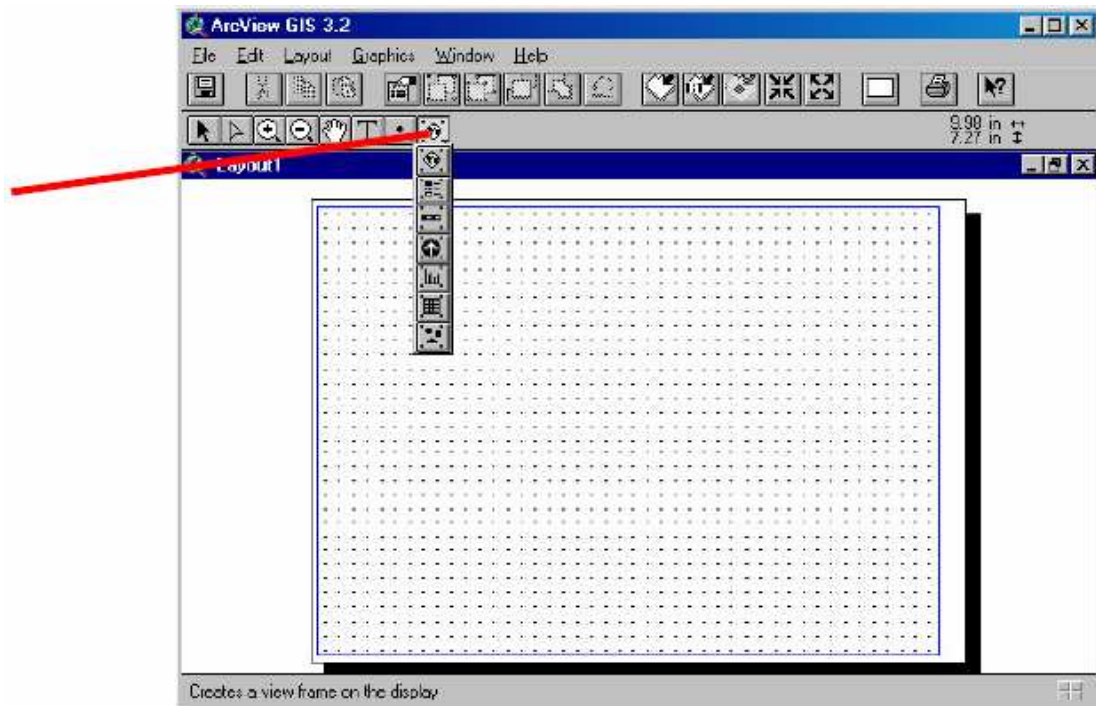 ArcView GIS 3.2
File Edit Layout Graphics Window Help
T
9.98 in
7.27 in
Layout1
Creates a view frame on the display